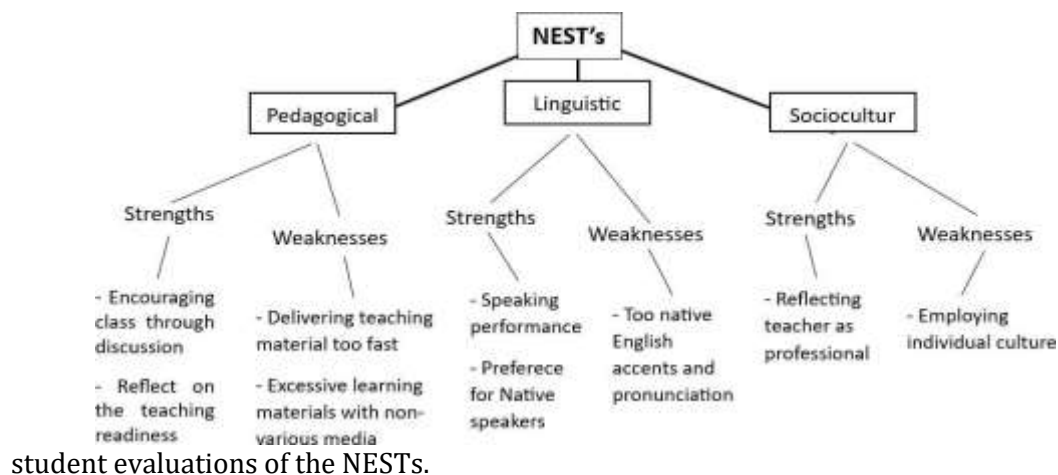 NEST's
Pedagogical
Linguistic
Sociocultur
Strengths
Weaknesses
- Encouraging
class through
discussion
- Reflect on
the teaching
readiness
- Delivering teaching
material too fast
- Excessive learning
materials with non-
various media
Strengths
Weaknesses
- Speaking
performance
- Preferece
for Native
speakers
- Too native
English
accents and
pronunciation
Strengths
Weaknesses
- Reflecting
teacher as
professional
- Employing
individual culture
student evaluations of the NESTs.